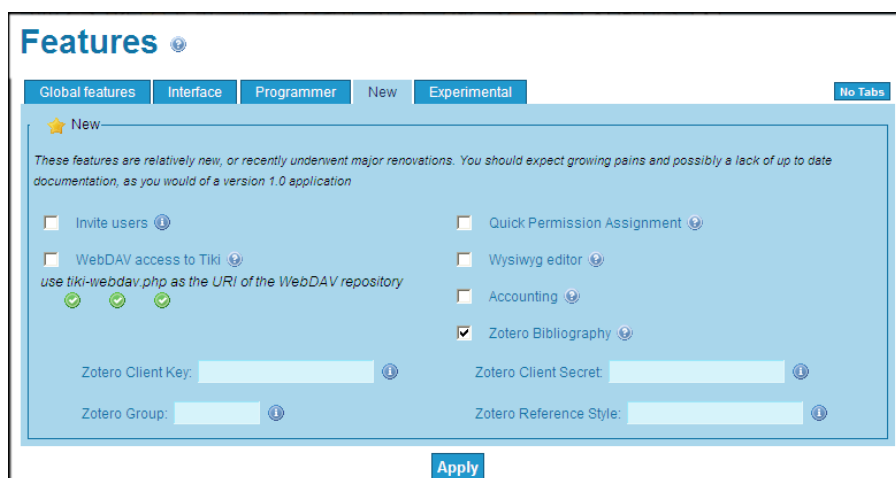 Features
Global features Interface Programmer New Experimental No Tabs
New
These features are relatively new, or recently underwent major renovations. You should expect growing pains and possibly a lack of up to date
documentation, as you would of a version 1.0 application
Invite users Quick Permission Assignment
WebDAV access to Tiki Wysiwyg editor
use tiki-webdav.php as the URI of the WebDAV repository
Accounting
Zotero Bibliography
Zotero Client Key: Zotero Client Secret:
Zotero Group: Zotero Reference Style:
Apply